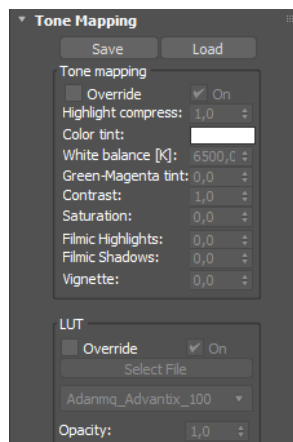 Tone Mapping
Save Load
Tone mapping
Override On
Highlight compress: 1,0
Color tint:
White balance [K]: 6500,0
Green-Magenta tint: 0,0
Contrast: 1,0
Saturation: 0,0
Filmic Highlights: 0,0
Filmic Shadows: 0,0
Vignette: 0,0
LUT
Override On
Select File
Adanmq_Advantix_100
Opacity: 1,0